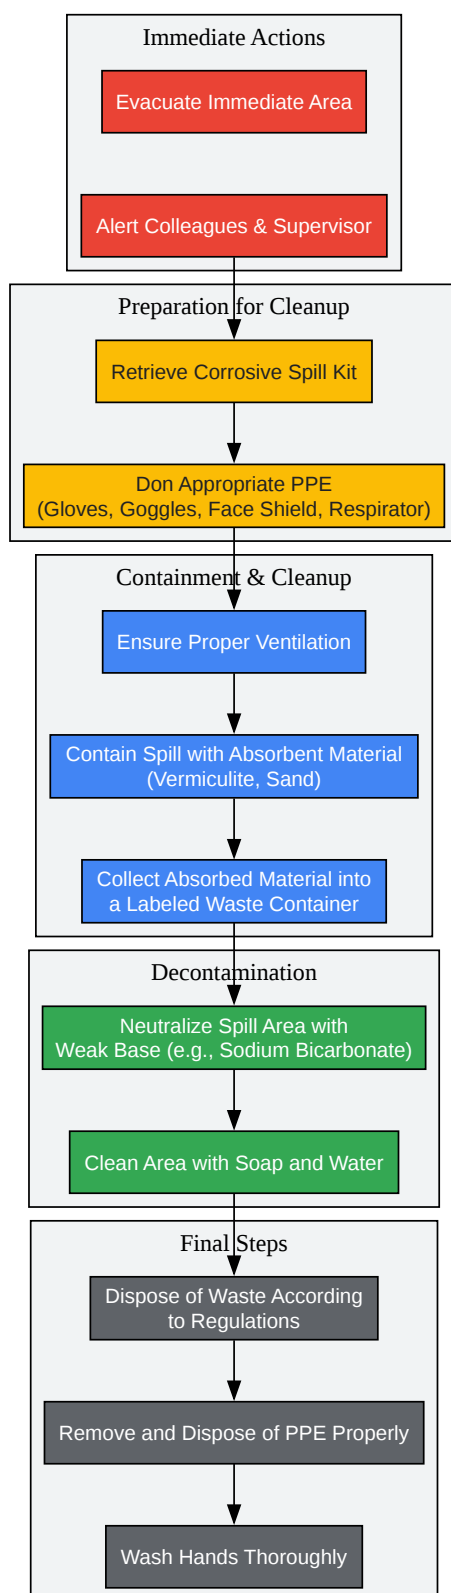 Immediate Actions
Evacuate Immediate Area
Alert Colleagues & Supervisor
Preparation for Cleanup
Retrieve Corrosive Spill Kit
Don Appropriate PPE
(Gloves, Goggles, Face Shield, Respirator)
Containment & Cleanup
Ensure Proper Ventilation
Contain Spill with Absorbent Material
(Vermiculite, Sand)
Collect Absorbed Material into
a Labeled Waste Container
Decontamination
Neutralize Spill Area with
Weak Base (e.g., Sodium Bicarbonate)
Clean Area with Soap and Water
Final Steps
Dispose of Waste According
to Regulations
Remove and Dispose of PPE Properly
Wash Hands Thoroughly